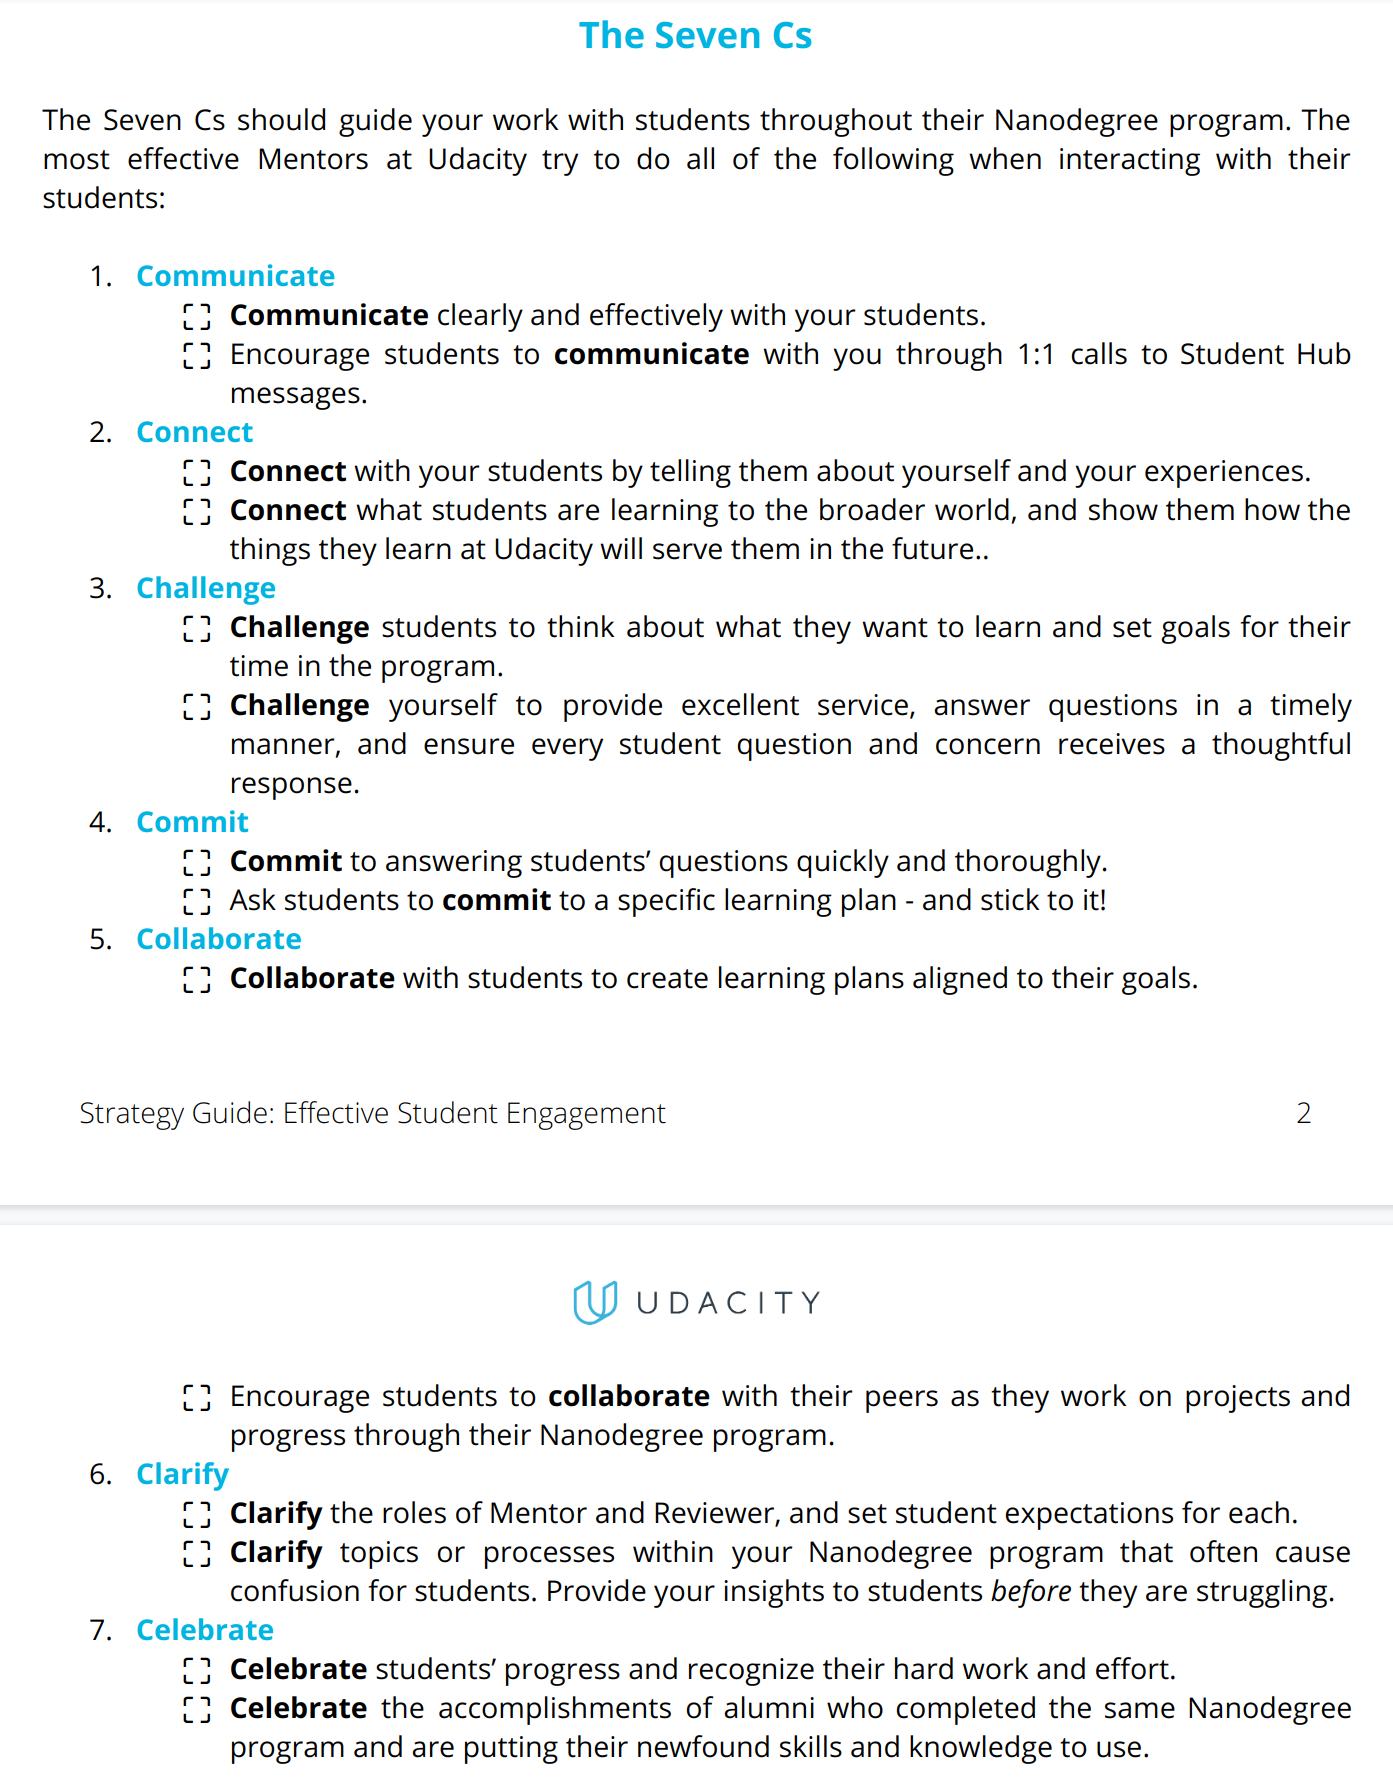 The Seven Cs
The Seven Cs should guide your work with students throughout their Nanodegree program. The
most effective Mentors at Udacity try to do all of the following when interacting with their
students:
1. Communicate
Communicate clearly and effectively with your students.
Encourage students to communicate with you through 1:1 calls to Student Hub
messages.
2. Connect
Connect with your students by telling them about yourself and your experiences.
Connect what students are learning to the broader world, and show them how the
things they learn at Udacity will serve them in the future..
3. Challenge
Challenge students to think about what they want to learn and set goals for their
time in the program.
Challenge yourself to provide excellent service, answer questions in a timely
manner, and ensure every student question and concern receives a thoughtful
response.
4. Commit
Commit to answering students’ questions quickly and thoroughly.
Ask students to commit to a specific learning plan - and stick to it!
5. Collaborate
Collaborate with students to create learning plans aligned to their goals.
Strategy Guide: Effective Student Engagement 2
UDACITY
Encourage students to collaborate with their peers as they work on projects and
progress through their Nanodegree program.
6. Clarify
Clarify the roles of Mentor and Reviewer, and set student expectations for each.
Clarify topics or processes within your Nanodegree program that often cause
confusion for students. Provide your insights to students before they are struggling.
7. Celebrate
Celebrate students’ progress and recognize their hard work and effort.
Celebrate the accomplishments of alumni who completed the same Nanodegree
program and are putting their newfound skills and knowledge to use.